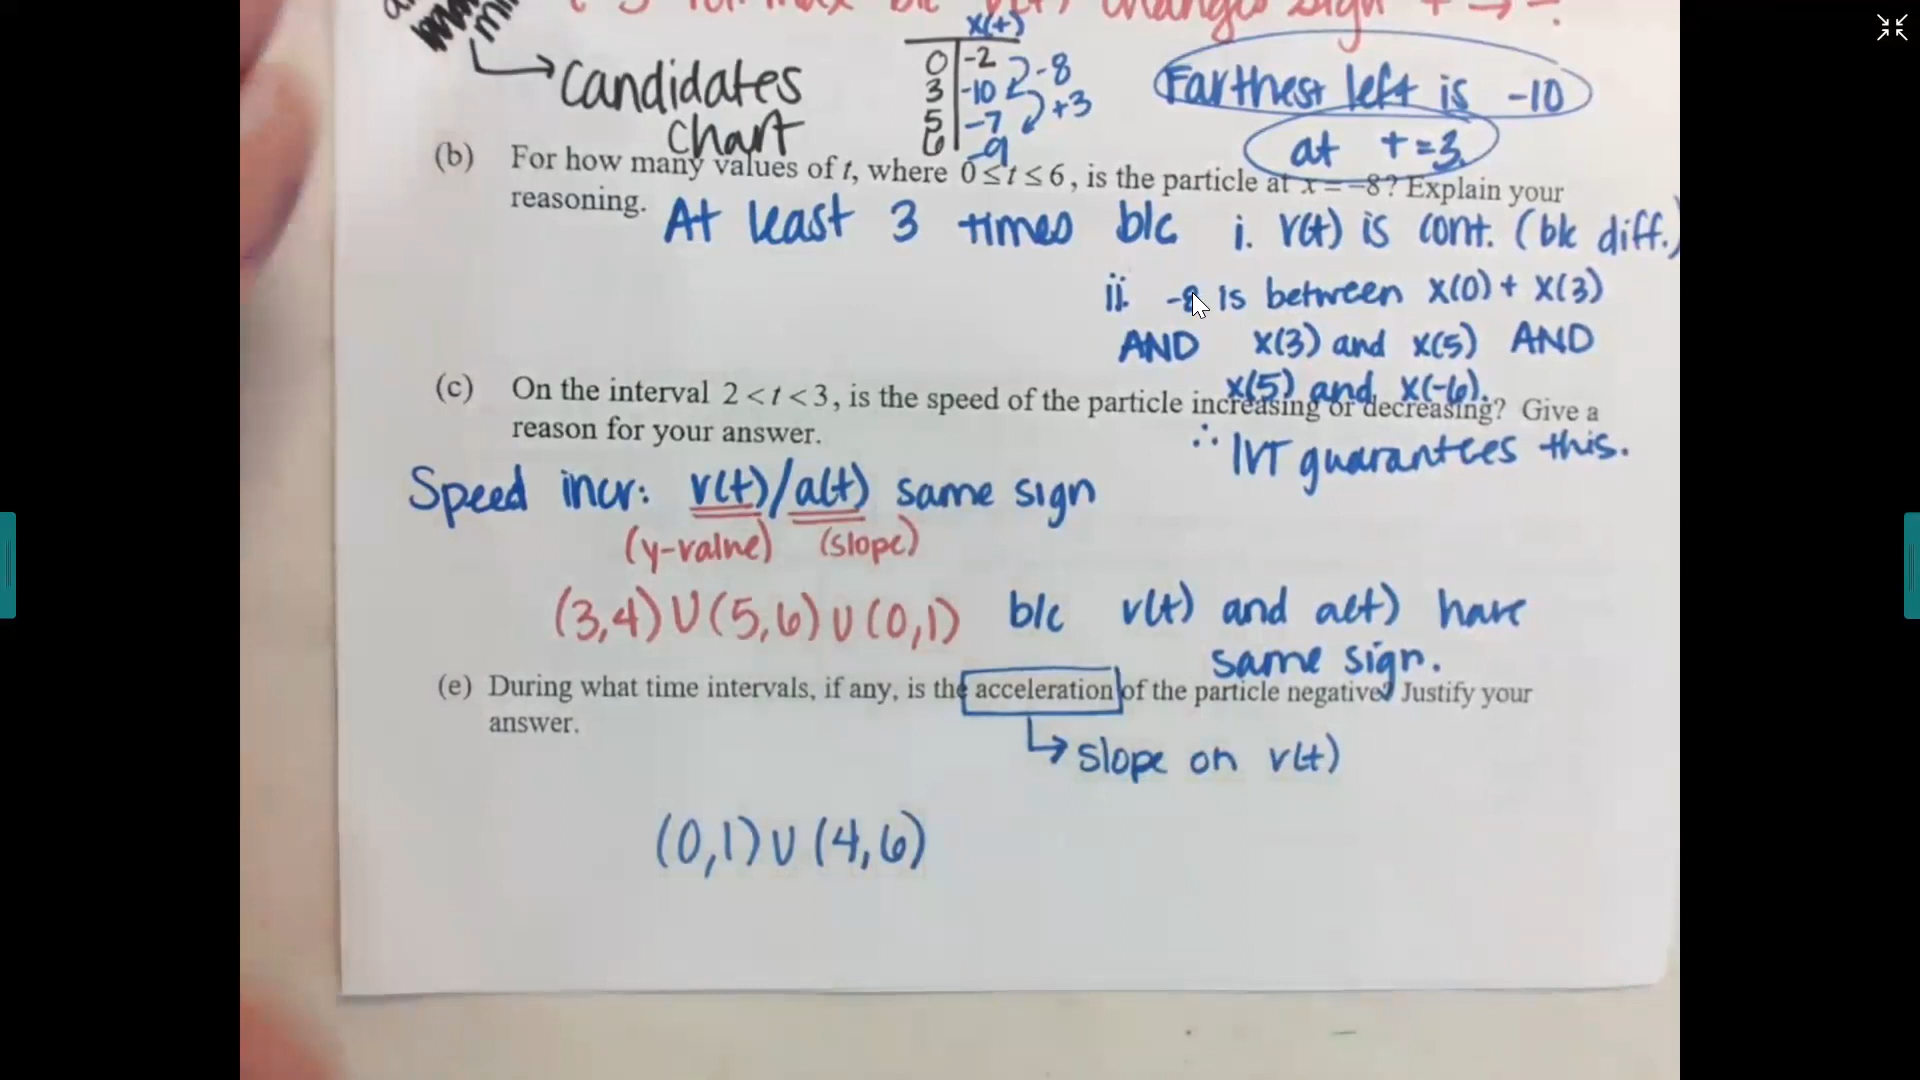 t=3 for max b/c v(t) changes sign + → -.
x(t)
Candidates
chart
0 -2
3 -10
5 -7
6 -9
-8
+3
Farthest left is -10
at t=3.
(b) For how many values of t, where 0≤t≤6, is the particle at x = -8? Explain your
reasoning.
At least 3 times b/c i. v(t) is cont. (b/c diff.)
ii. -8 is between x(0) + x(3)
AND x(3) and x(5) AND
x(5) and x(-6).
∴ IVT guarantees this.
(c) On the interval 2<t<3, is the speed of the particle increasing or decreasing? Give a
reason for your answer.
Speed incr: v(t)/a(t) same sign
(y-value) (slope)
(3,4)∪(5,6)∪(0,1) b/c v(t) and a(t) have
same sign.
(e) During what time intervals, if any, is the acceleration of the particle negative? Justify your
answer.
↳ slope on v(t)
(0,1)∪(4,6)